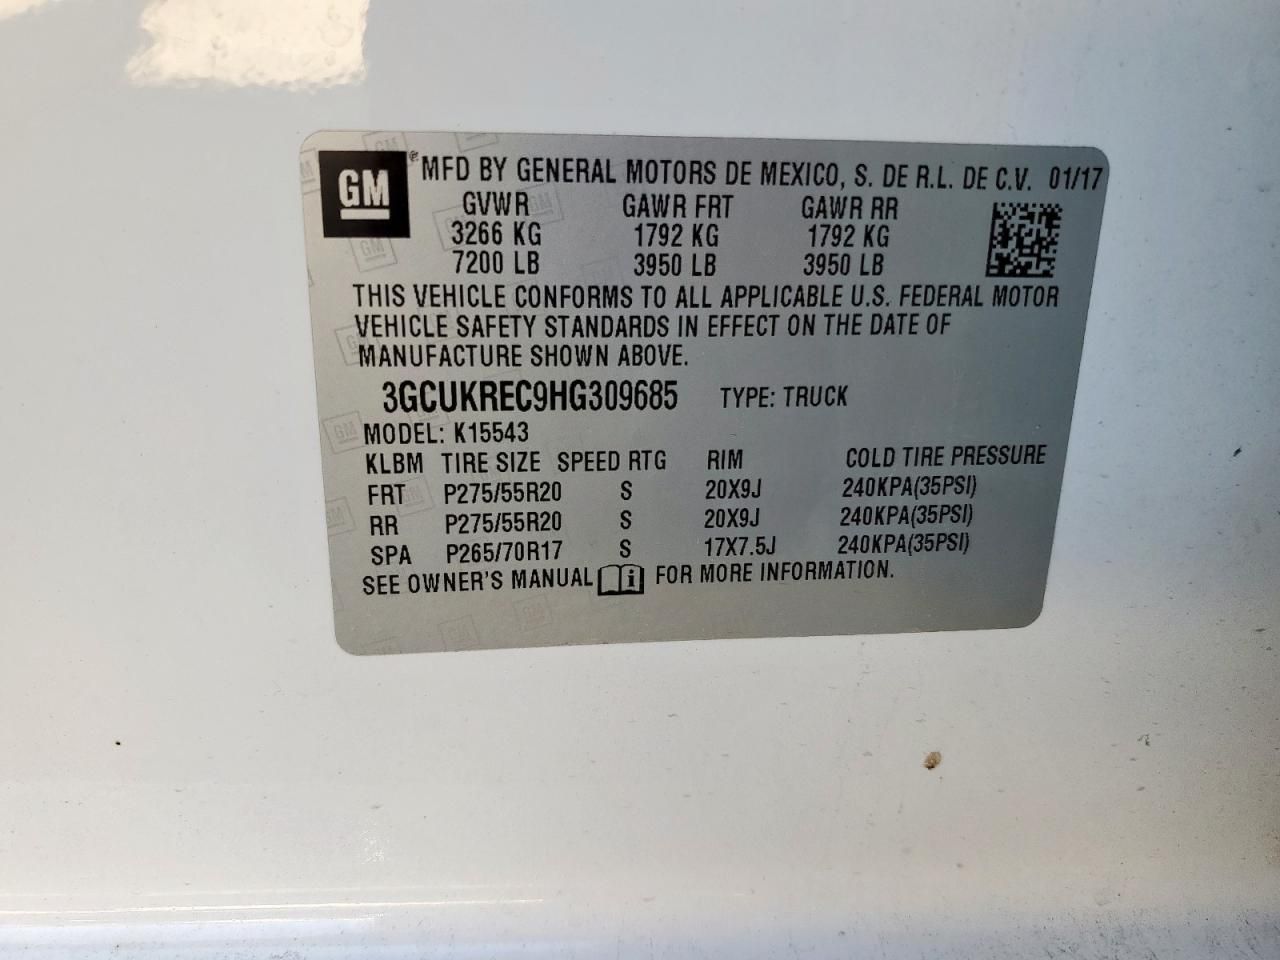 GM ® MFD BY GENERAL MOTORS DE MEXICO, S. DE R.L. DE C.V. 01/17
GVWR GAWR FRT GAWR RR
3266 KG 1792 KG 1792 KG
7200 LB 3950 LB 3950 LB
THIS VEHICLE CONFORMS TO ALL APPLICABLE U.S. FEDERAL MOTOR
VEHICLE SAFETY STANDARDS IN EFFECT ON THE DATE OF
MANUFACTURE SHOWN ABOVE.
3GCUKREC9HG309685 TYPE: TRUCK
MODEL: K15543
KLBM TIRE SIZE SPEED RTG RIM COLD TIRE PRESSURE
FRT P275/55R20 S 20X9J 240KPA(35PSI)
RR P275/55R20 S 20X9J 240KPA(35PSI)
SPA P265/70R17 S 17X7.5J 240KPA(35PSI)
SEE OWNER'S MANUAL i FOR MORE INFORMATION.